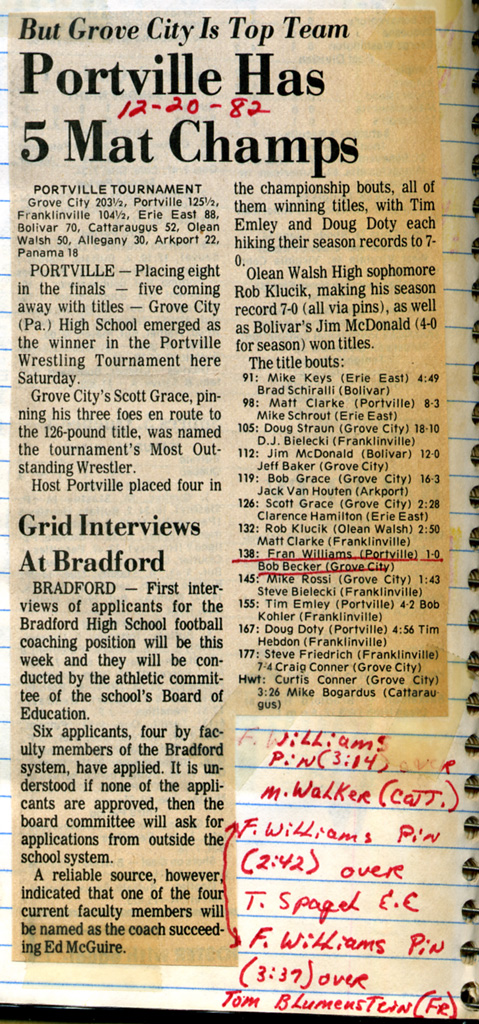 But Grove City Is Top Team
Portville Has
12-20-82
5 Mat Champs
PORTVILLE TOURNAMENT
Grove City 203½, Portville 125½,
Franklinville 104½, Erie East 88,
Bolivar 70, Cattaraugus 52, Olean
Walsh 50, Allegany 30, Arkport 22,
Panama 18
PORTVILLE — Placing eight
in the finals — five coming
away with titles — Grove City
(Pa.) High School emerged as
the winner in the Portville
Wrestling Tournament here
Saturday.
Grove City's Scott Grace, pin-
ning his three foes en route to
the 126-pound title, was named
the tournament's Most Out-
standing Wrestler.
Host Portville placed four in
the championship bouts, all of
them winning titles, with Tim
Emley and Doug Doty each
hiking their season records to 7-
0.
Olean Walsh High sophomore
Rob Klucik, making his season
record 7-0 (all via pins), as well
as Bolivar's Jim McDonald (4-0
for season) won titles.
The title bouts:
91: Mike Keys (Erie East) 4:49
Brad Schiralli (Bolivar)
98: Matt Clarke (Portville) 8-3
Mike Schrout (Erie East)
105: Doug Straun (Grove City) 18-10
D.J. Bielecki (Franklinville)
112: Jim McDonald (Bolivar) 12-0
Jeff Baker (Grove City)
119: Bob Grace (Grove City) 16-3
Jack Van Houten (Arkport)
126: Scott Grace (Grove City) 2:28
Clarence Hamilton (Erie East)
132: Rob Klucik (Olean Walsh) 2:50
Matt Clarke (Franklinville)
138: Fran Williams (Portville) 1-0
Bob Becker (Grove City)
145: Mike Rossi (Grove City) 1:43
Steve Bielecki (Franklinville)
155: Tim Emley (Portville) 4-2 Bob
Kohler (Franklinville)
167: Doug Doty (Portville) 4:56 Tim
Hebdon (Franklinville)
177: Steve Friedrich (Franklinville)
7-4 Craig Conner (Grove City)
Hwt: Curtis Conner (Grove City)
3:26 Mike Bogardus (Cattarau
gus)
Grid Interviews
At Bradford
BRADFORD — First inter-
views of applicants for the
Bradford High School football
coaching position will be this
week and they will be con-
ducted by the athletic commit-
tee of the school's Board of
Education.
Six applicants, four by fac-
ulty members of the Bradford
system, have applied. It is un-
derstood if none of the appli-
cants are approved, then the
board committee will ask for
applications from outside the
school system.
A reliable source, however,
indicated that one of the four
current faculty members will
be named as the coach succeed-
ing Ed McGuire.
F. Williams
Pin (3:14) over
M. Walker (Catt.)
F. Williams Pin
(2:42) over
T. Spagel E.E
F. Williams Pin
(3:37) over
Tom Blumenstein (FR)